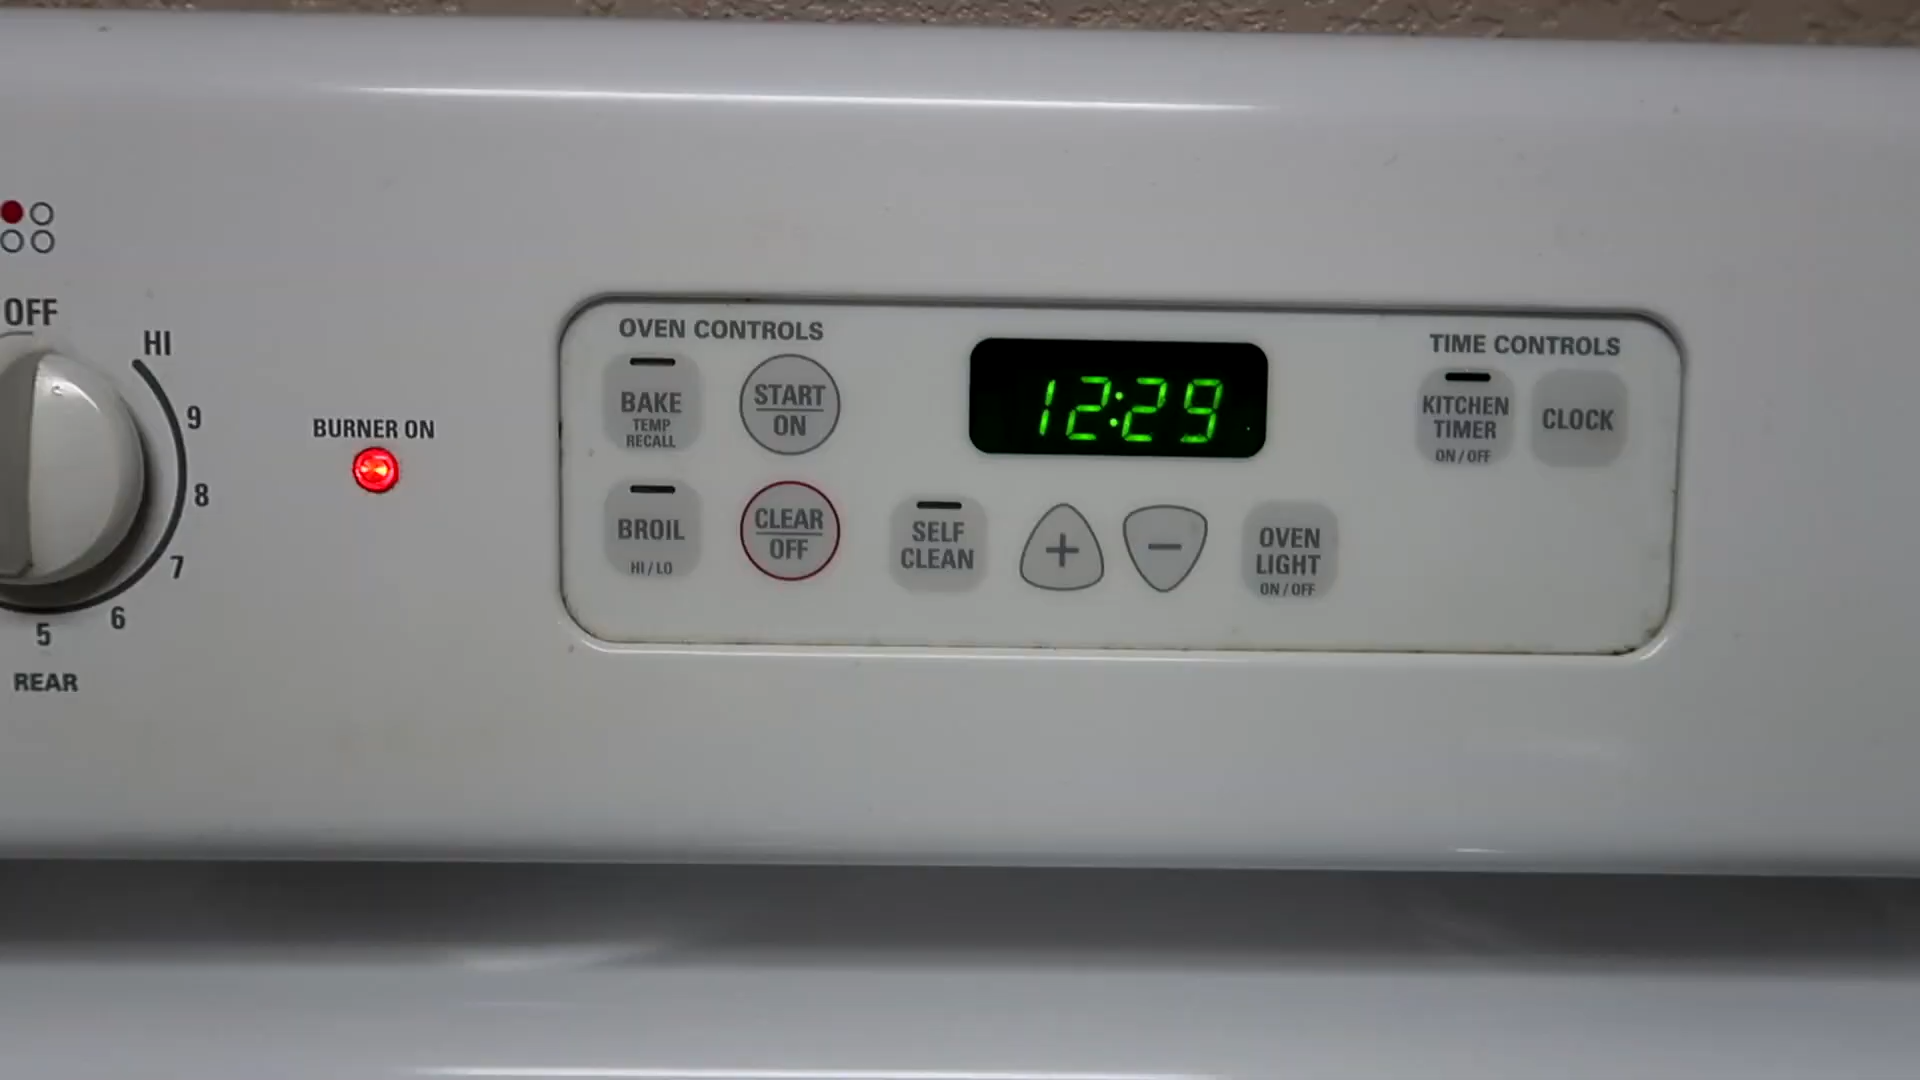 OFF
HI
9
8
7
6
5
REAR
BURNER ON
OVEN CONTROLS
BAKE
TEMP
RECALL
START
ON
BROIL
HI / LO
CLEAR
OFF
12:29
SELF
CLEAN
+
−
OVEN
LIGHT
ON / OFF
TIME CONTROLS
KITCHEN
TIMER
ON / OFF
CLOCK